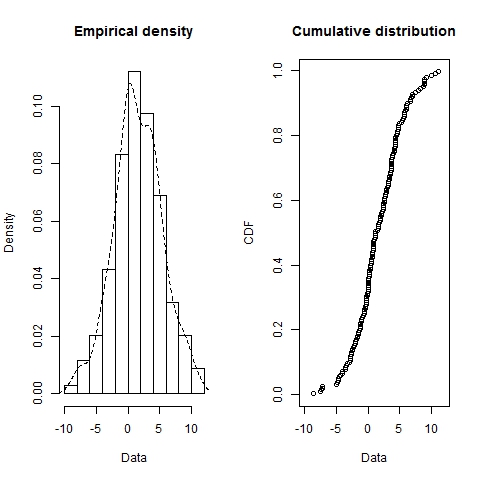 Empirical density
Density
0.00 0.02 0.04 0.06 0.08 0.10
-10 -5 0 5 10
Data
Cumulative distribution
CDF
0.0 0.2 0.4 0.6 0.8 1.0
-10 -5 0 5 10
Data